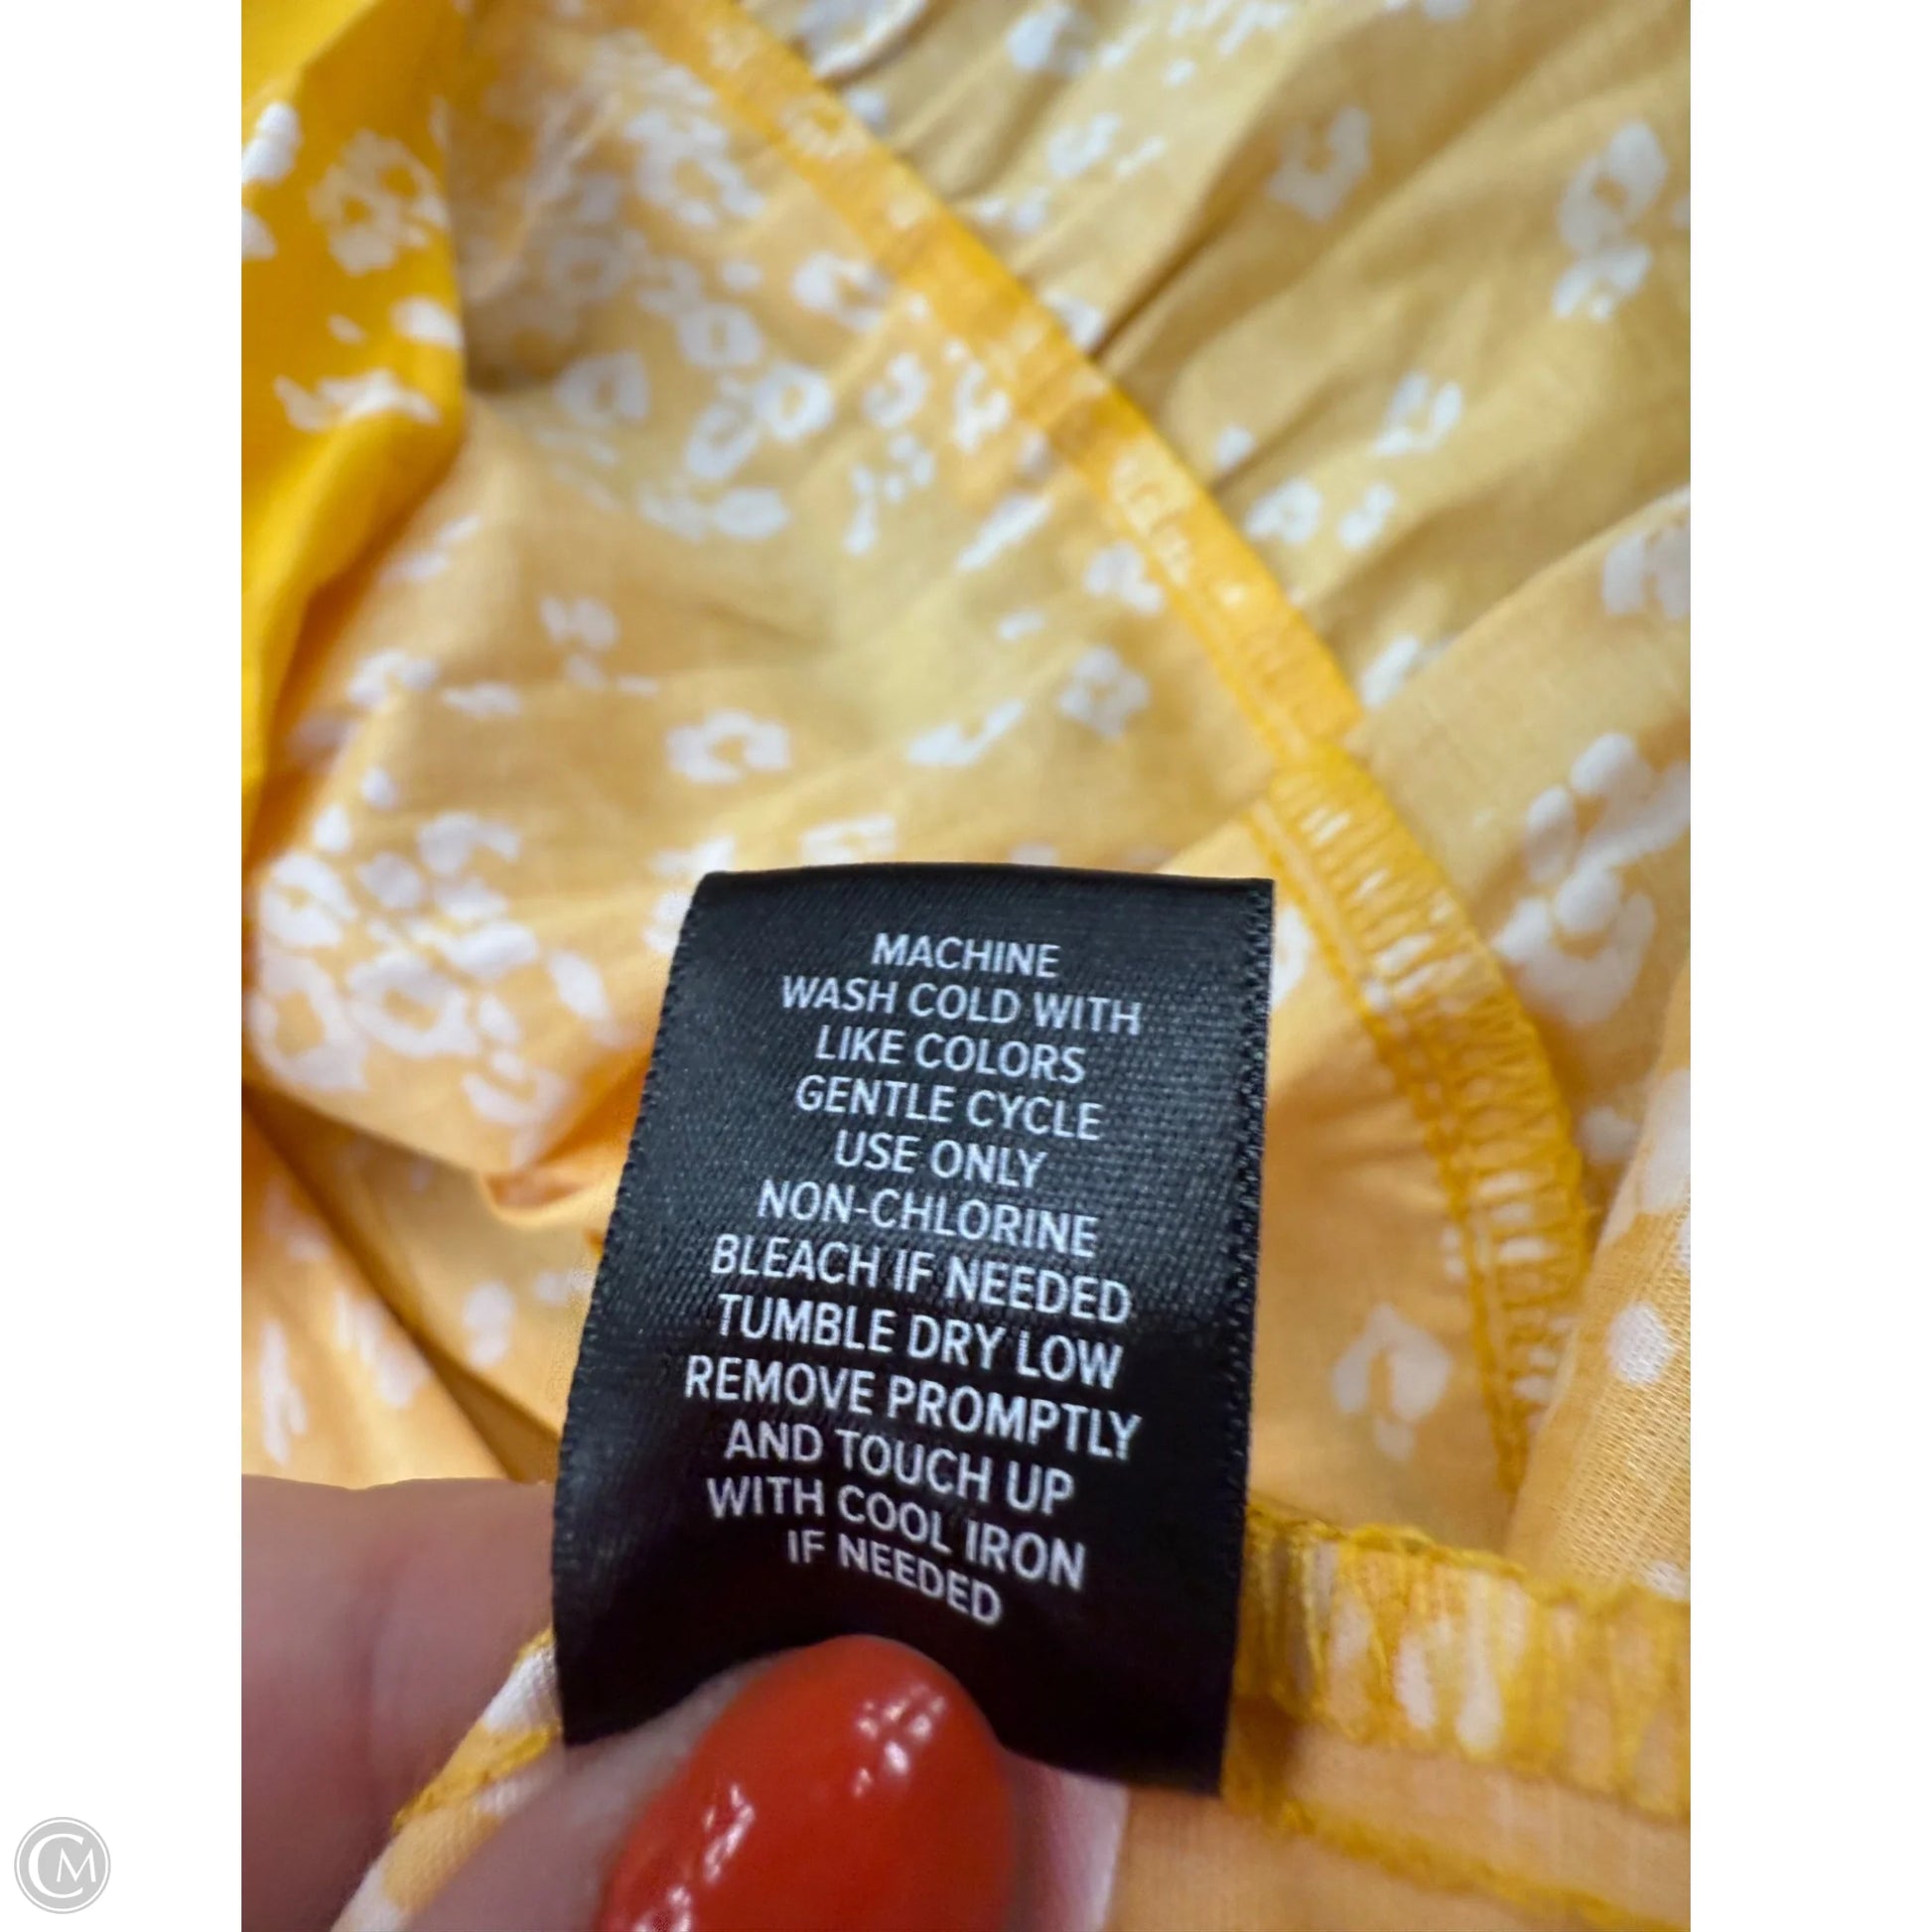 MACHINE
WASH COLD WITH
LIKE COLORS
GENTLE CYCLE
USE ONLY
NON-CHLORINE
BLEACH IF NEEDED
TUMBLE DRY LOW
REMOVE PROMPTLY
AND TOUCH UP
WITH COOL IRON
IF NEEDED
CM